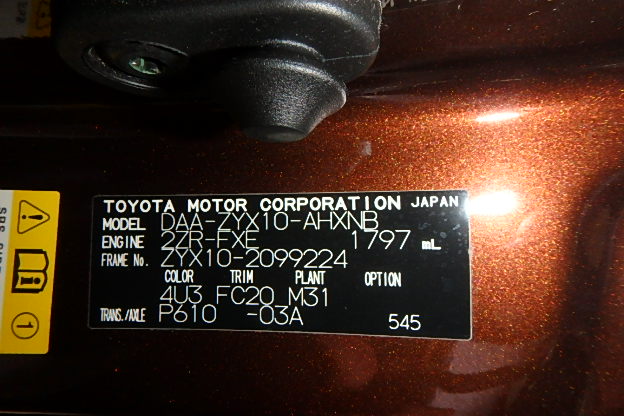 TOYOTA MOTOR CORPORATION JAPAN
MODEL DAA-ZYX10-AHXNB
ENGINE 2ZR-FXE 1797 mL
FRAME No. ZYX10-2099224
COLOR TRIM PLANT OPTION
4U3 FC20 M31
TRANS./AXLE P610 -03A 545
1